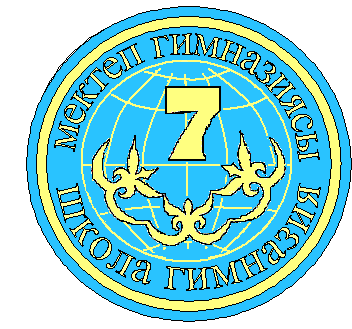 мектеп гимназиясы
7
школа гимназия